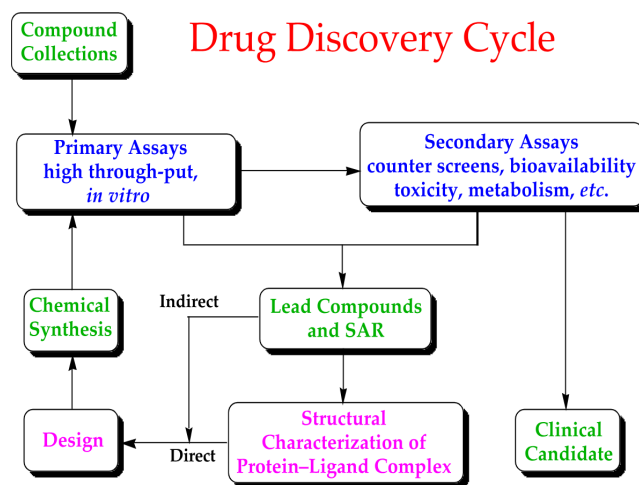 Drug Discovery Cycle
Compound
Collections
Primary Assays
high through-put,
in vitro
Secondary Assays
counter screens, bioavailability
toxicity, metabolism, etc.
Chemical
Synthesis
Indirect
Lead Compounds
and SAR
Design
Direct
Structural
Characterization of
Protein–Ligand Complex
Clinical
Candidate